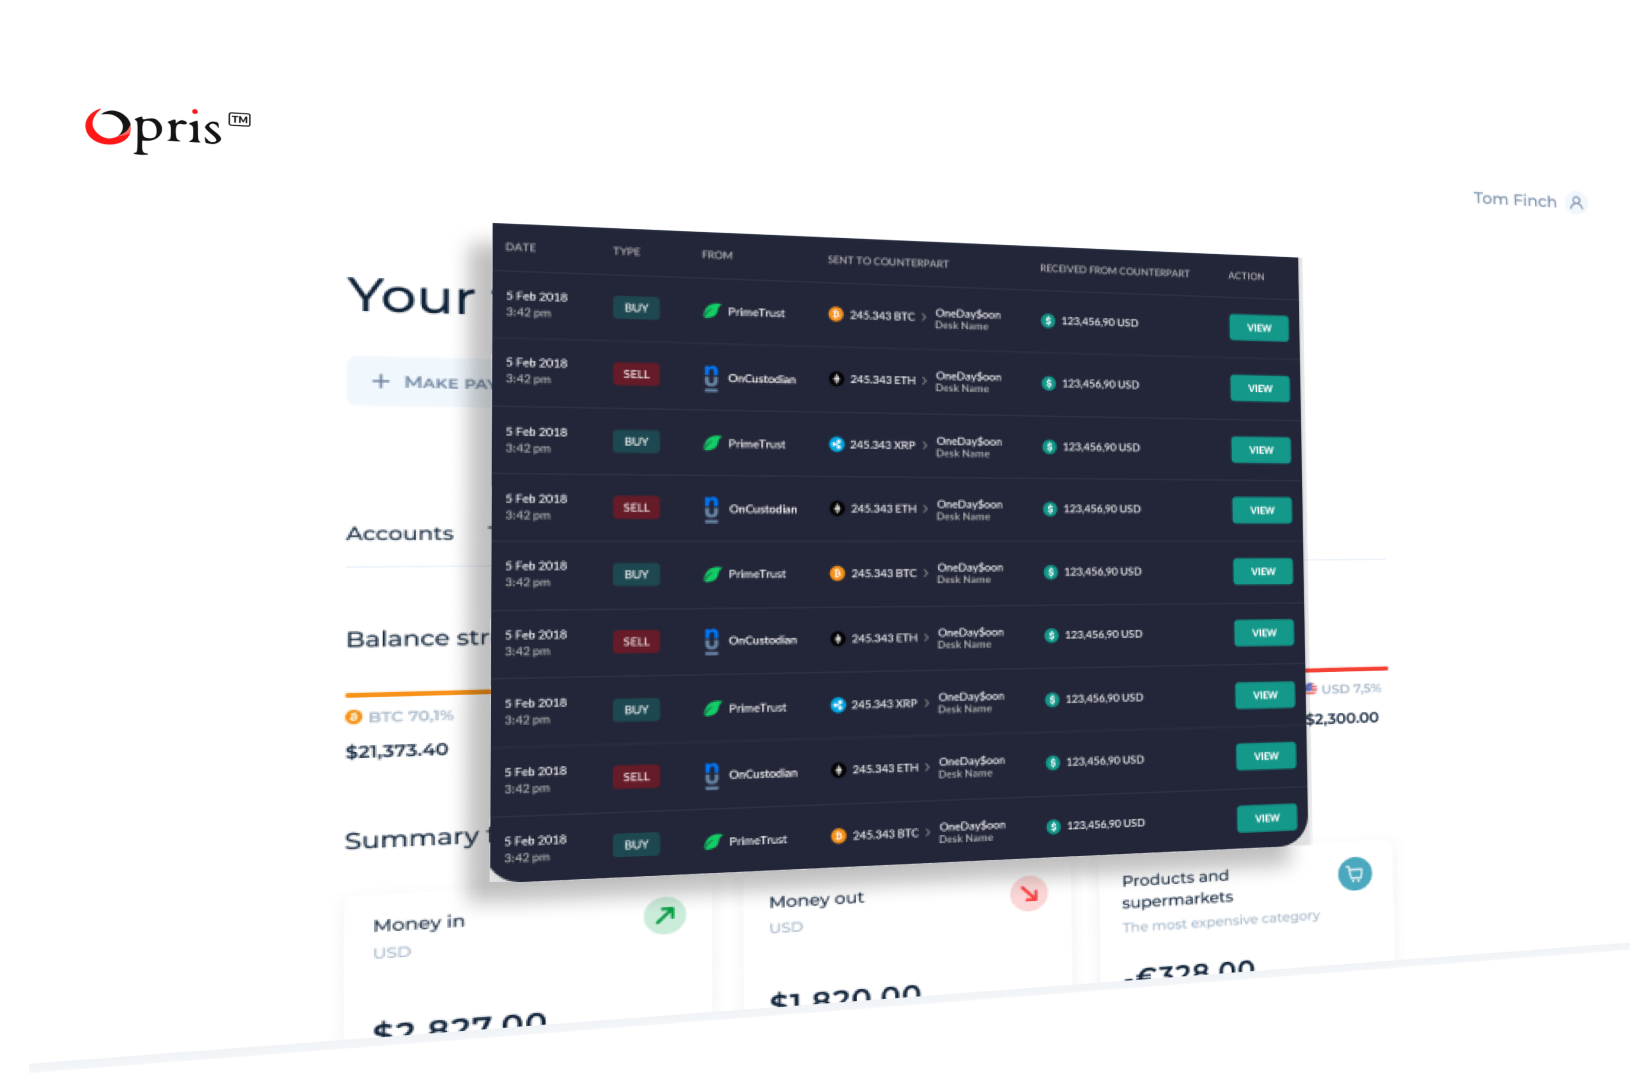 Opris TM
Tom Finch
Your
+ MAKE PAY
Accounts
Balance str
BTC 70,1%
$21,373.40
USD 7,5%
$2,300.00
Summary
DATE TYPE FROM SENT TO COUNTERPART RECEIVED FROM COUNTERPART ACTION
5 Feb 2018 BUY PrimeTrust 245.343 BTC > OneDay$oon 123,456,90 USD VIEW
3:42 pm Desk Name
5 Feb 2018 SELL OnCustodian 245.343 ETH > OneDay$oon 123,456,90 USD VIEW
3:42 pm Desk Name
5 Feb 2018 BUY PrimeTrust 245.343 XRP > OneDay$oon 123,456,90 USD VIEW
3:42 pm Desk Name
5 Feb 2018 SELL OnCustodian 245.343 ETH > OneDay$oon 123,456,90 USD VIEW
3:42 pm Desk Name
5 Feb 2018 BUY PrimeTrust 245.343 BTC > OneDay$oon 123,456,90 USD VIEW
3:42 pm Desk Name
5 Feb 2018 SELL OnCustodian 245.343 ETH > OneDay$oon 123,456,90 USD VIEW
3:42 pm Desk Name
5 Feb 2018 BUY PrimeTrust 245.343 XRP > OneDay$oon 123,456,90 USD VIEW
3:42 pm Desk Name
5 Feb 2018 SELL OnCustodian 245.343 ETH > OneDay$oon 123,456,90 USD VIEW
3:42 pm Desk Name
5 Feb 2018 BUY PrimeTrust 245.343 BTC > OneDay$oon 123,456,90 USD VIEW
3:42 pm Desk Name
Money in
USD
$2,827.00
Money out
USD
$1,820.00
Products and
supermarkets
The most expensive category
-€328.00